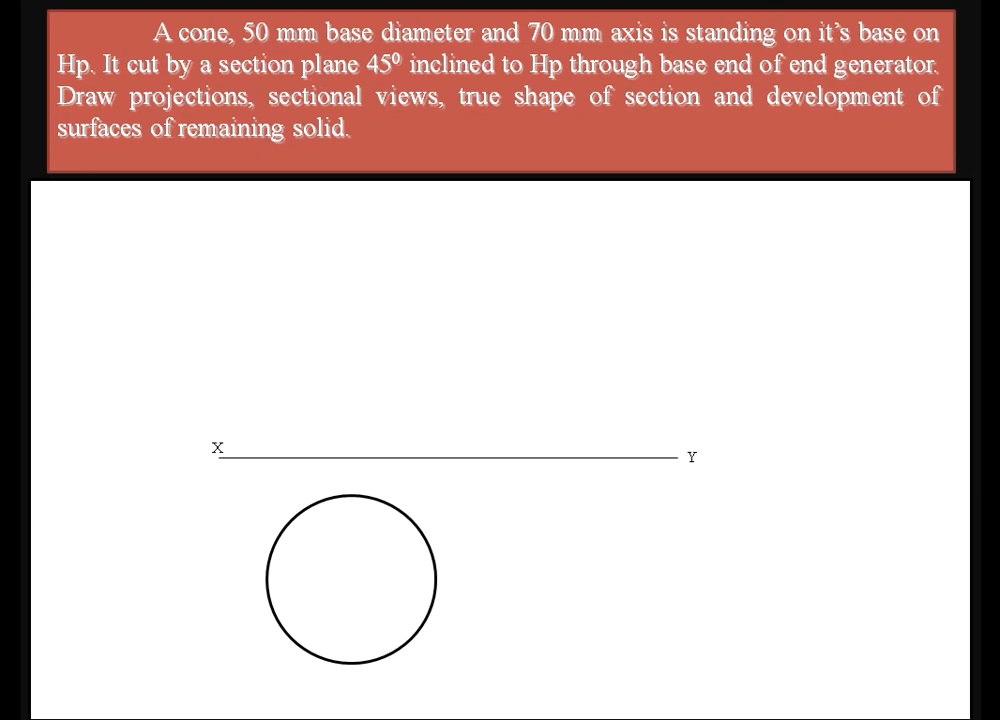 A cone, 50 mm base diameter and 70 mm axis is standing on it’s base on
Hp. It cut by a section plane 45⁰ inclined to Hp through base end of end generator.
Draw projections, sectional views, true shape of section and development of
surfaces of remaining solid.
X
Y